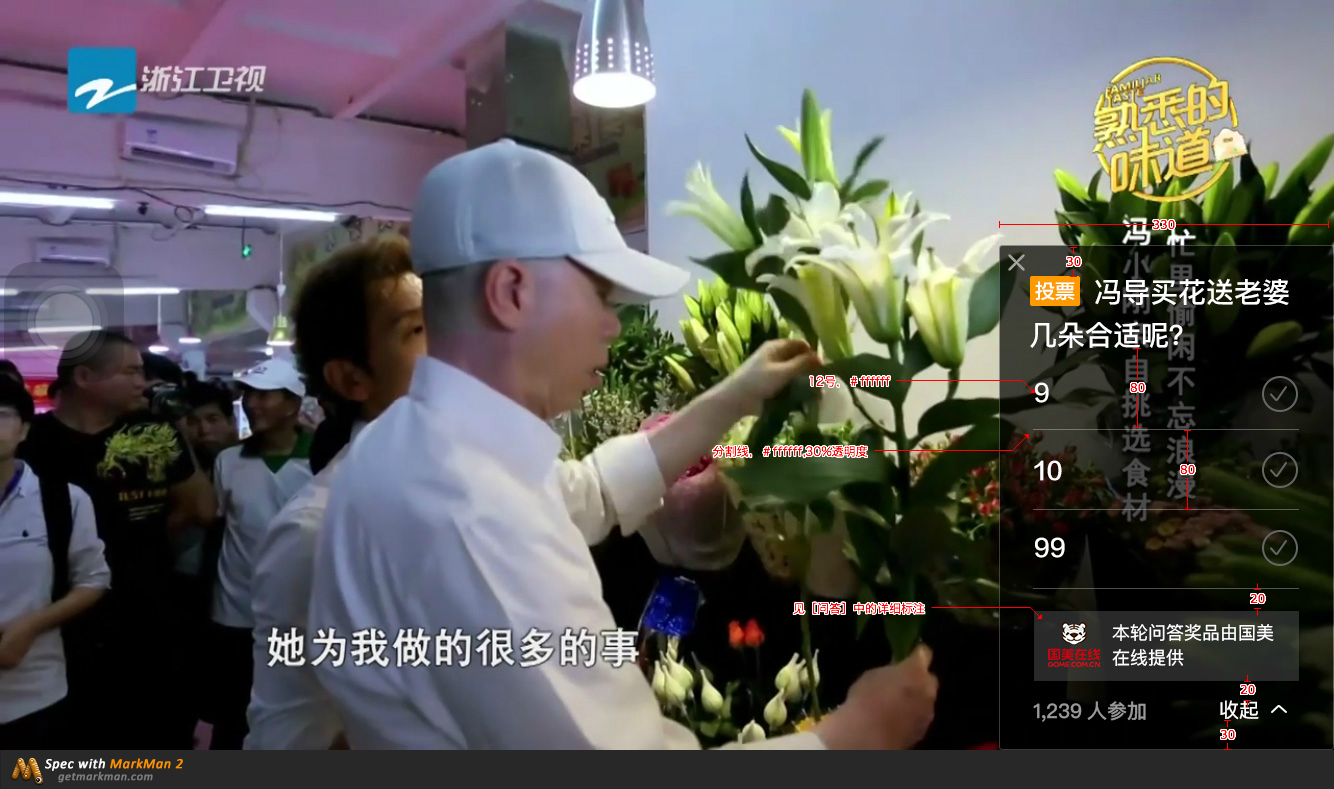 浙江卫视
FAMILIAR
TASTE
熟悉的
味道
冯小刚自挑选食材
忙里偷闲不忘浪漫
330
30
投票 冯导买花送老婆
几朵合适呢?
12号，#ffffff
9
80
分割线，#ffffff,30%透明度
10
80
99
20
见【问答】中的详细标注
国美在线
GOME.COM.CN
本轮问答奖品由国美
在线提供
20
1,239 人参加
收起
30
她为我做的很多的事
Spec with MarkMan 2
getmarkman.com